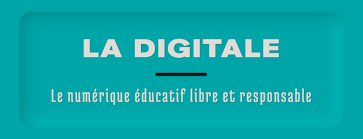 LA DIGITALE
Le numérique éducatif libre et responsable